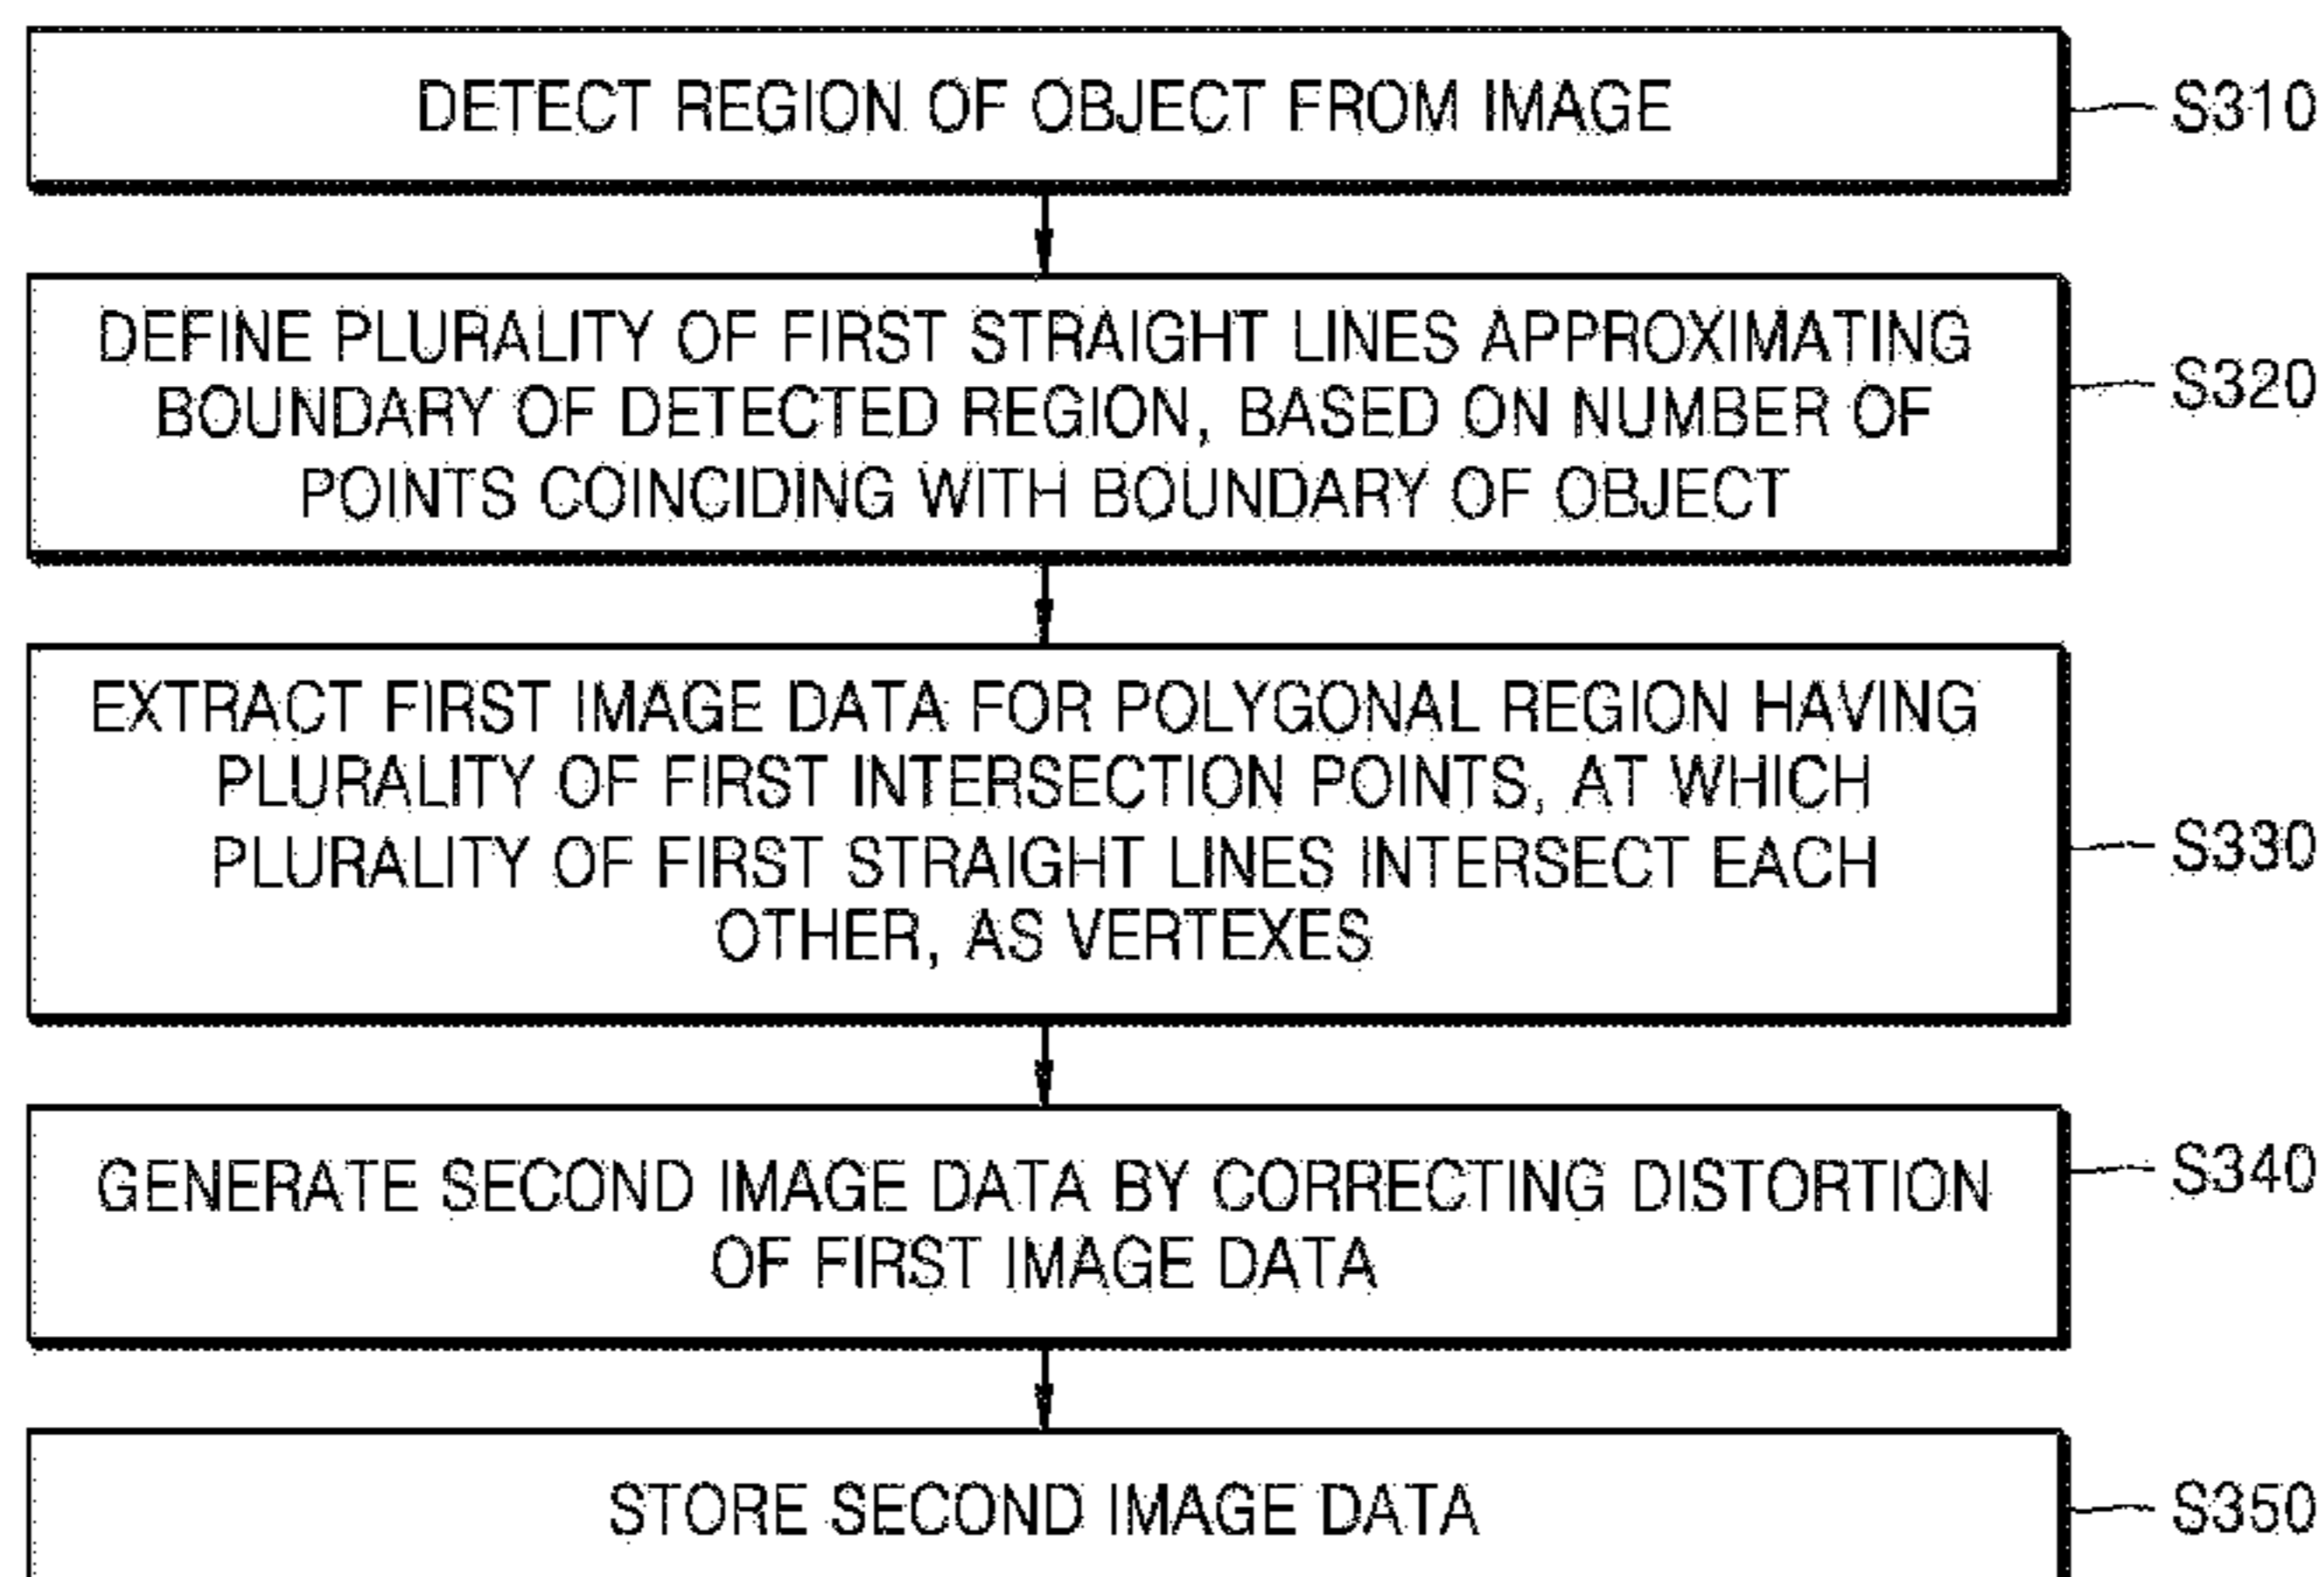 DETECT REGION OF OBJECT FROM IMAGE
S310
DEFINE PLURALITY OF FIRST STRAIGHT LINES APPROXIMATING
BOUNDARY OF DETECTED REGION, BASED ON NUMBER OF
POINTS COINCIDING WITH BOUNDARY OF OBJECT
S320
EXTRACT FIRST IMAGE DATA FOR POLYGONAL REGION HAVING
PLURALITY OF FIRST INTERSECTION POINTS, AT WHICH
PLURALITY OF FIRST STRAIGHT LINES INTERSECT EACH
OTHER, AS VERTEXES
S330
GENERATE SECOND IMAGE DATA BY CORRECTING DISTORTION
OF FIRST IMAGE DATA
S340
STORE SECOND IMAGE DATA
S350